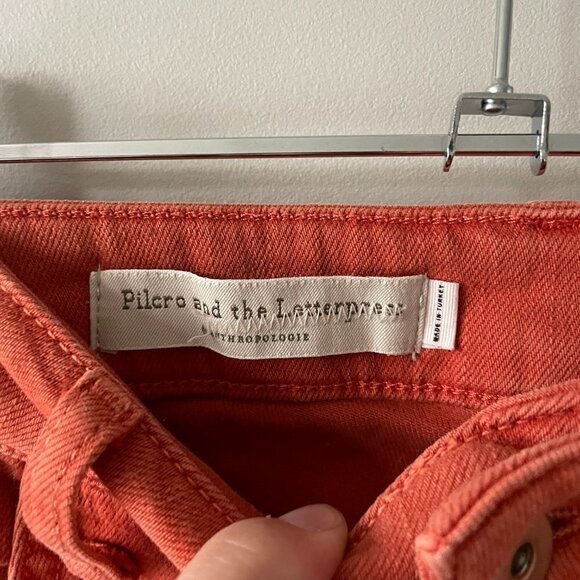 Pilcro and the Letterpress
ANTHROPOLOGIE
MADE IN TURKEY